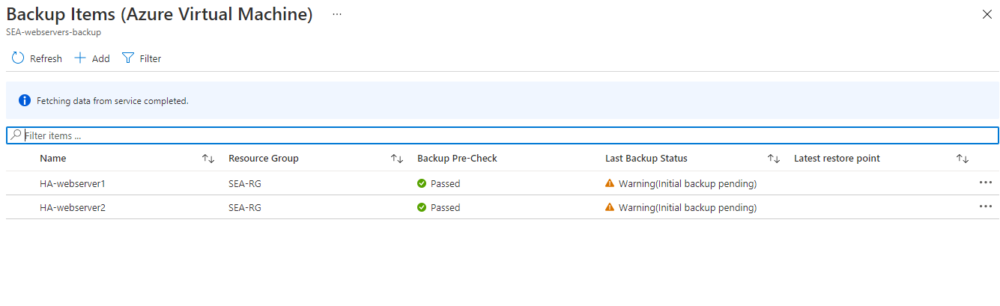 Backup Items (Azure Virtual Machine) ...
SEA-webservers-backup
Refresh Add Filter
Fetching data from service completed.
Filter items ...
Name Resource Group Backup Pre-Check Last Backup Status Latest restore point
HA-webserver1 SEA-RG Passed Warning(Initial backup pending) ...
HA-webserver2 SEA-RG Passed Warning(Initial backup pending) ...